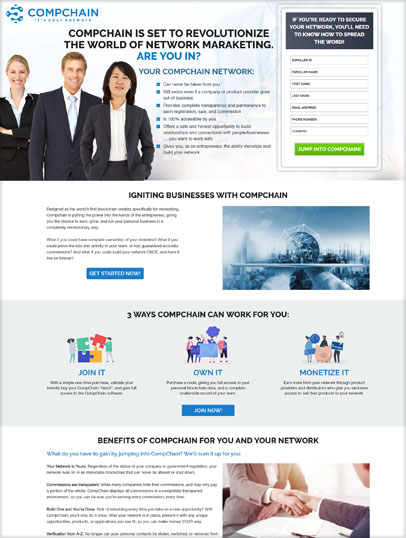 COMPCHAIN
it's your network
COMPCHAIN IS SET TO REVOLUTIONIZE
THE WORLD OF NETWORK MARAKETING.
ARE YOU IN?
YOUR COMPCHAIN NETWORK:
Can never be taken from you
Still exists even if a company or product provider goes
out of business
Provides complete transparency and permanence to
each registration, sale, and commission
Is 100% accessible by you
Offers a safe and honest opportunity to build
relationships and connections with people/businesses
you want to work with
Gives you, as an entrepreneur, the ability monetize and
build your network
IF YOU'RE READY TO SECURE
YOUR NETWORK, YOU'LL NEED
TO KNOW HOW TO SPREAD
THE WORD!
ENROLLER ID
ENROLLER NAME
FIRST NAME
LAST NAME
EMAIL ADDRESS
PHONE NUMBER
COUNTRY
JUMP INTO COMPCHAIN!
IGNITING BUSINESSES WITH COMPCHAIN
Designed as the world's first blockchain created specifically for networking,
Compchain is putting the power into the hands of the entrepreneur, giving
you the chance to earn, grow, and run your personal business in a
completely revolutionary way.
What if you could have complete ownership of your downline? What if you
could prove the size and activity of your team, or had guaranteed accurate
commissions? And what if you could build your network ONCE, and have it
live on forever?
GET STARTED NOW!
3 WAYS COMPCHAIN CAN WORK FOR YOU:
JOIN IT
With a simple one-time purchase, validate your
identity, buy your CompChain "block", and gain full
access to the CompChain software.
OWN IT
Purchase a node, giving you full access to your
personal blockchain data, and a complete
unalterable record of your team.
JOIN NOW!
MONETIZE IT
Earn more from your network through product
providers and distributors who give you exclusive
access to sell their products to your network.
BENEFITS OF COMPCHAIN FOR YOU AND YOUR NETWORK
What do you have to gain by jumping into CompChain? We'll sum it up for you:
Your Network is Yours. Regardless of the status of your company or government regulation, your
network lives on in an immutable blockchain that can never be altered or shut down.
Commissions are transparent. While many companies hide their commissions, and may only pay
a portion of the whole, CompChain displays all commissions in a completely transparent
environment, so you can be sure you're earning every commission, every time.
Build One and You're Done. Sick of rebuilding every time you take on a new opportunity? With
CompChain, you'll only do it once. After your network is in place, present it with any unique
opportunities, products, or applications you see fit, so you can make money YOUR way.
Verification from A-Z. No longer can your personal contacts be stolen, switched, or removed from